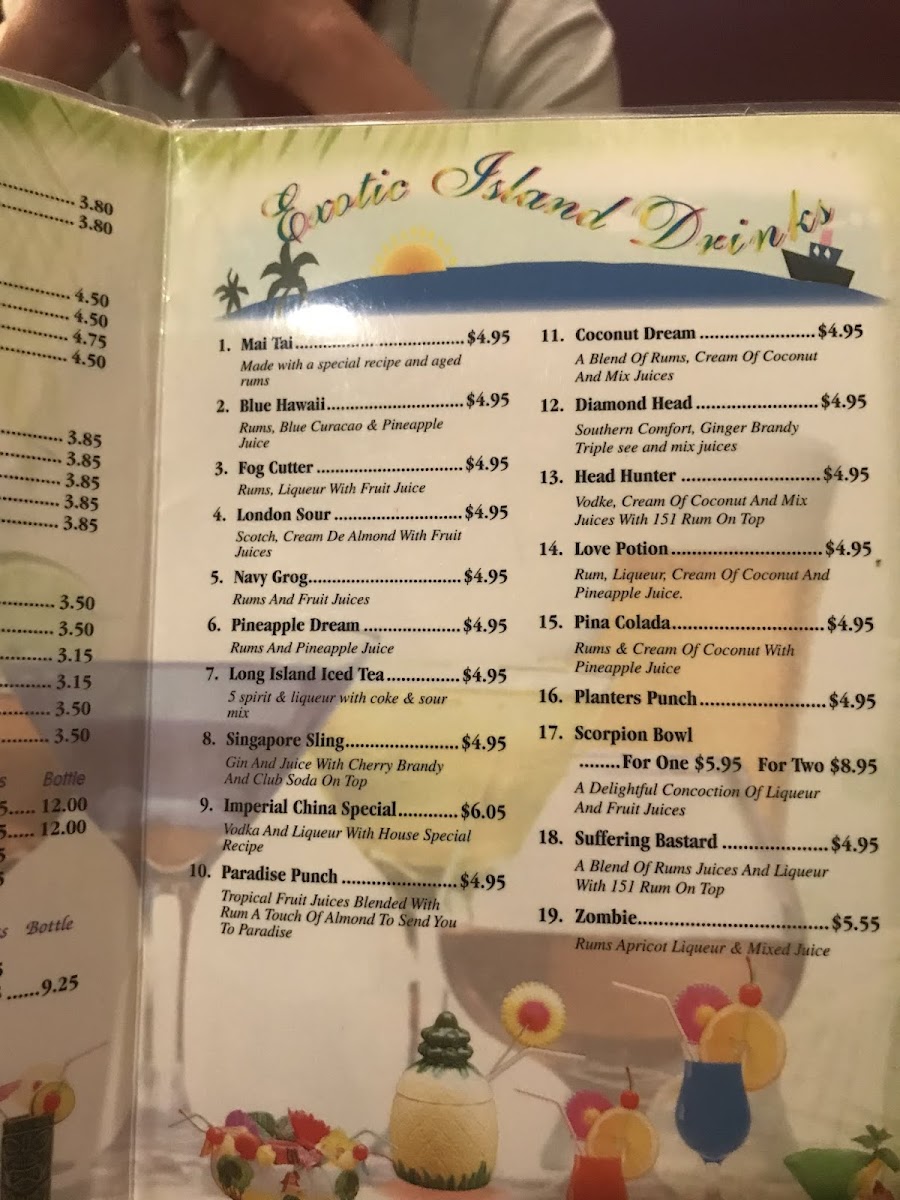 3.80
3.80
4.50
4.50
4.75
4.50
3.85
3.85
3.85
3.85
3.85
3.50
3.50
3.15
3.15
3.50
3.50
Bottle
12.00
12.00
Bottle
9.25
Exotic Island Drinks
1. Mai Tai.................................$4.95
Made with a special recipe and aged
rums
2. Blue Hawaii............................$4.95
Rums, Blue Curacao & Pineapple
Juice
3. Fog Cutter..............................$4.95
Rums, Liqueur With Fruit Juice
4. London Sour..........................$4.95
Scotch, Cream De Almond With Fruit
Juices
5. Navy Grog...............................$4.95
Rums And Fruit Juices
6. Pineapple Dream ....................$4.95
Rums And Pineapple Juice
7. Long Island Iced Tea...............$4.95
5 spirit & liqueur with coke & sour
mix
8. Singapore Sling.......................$4.95
Gin And Juice With Cherry Brandy
And Club Soda On Top
9. Imperial China Special............$6.05
Vodka And Liqueur With House Special
Recipe
10. Paradise Punch .......................$4.95
Tropical Fruit Juices Blended With
Rum A Touch Of Almond To Send You
To Paradise
11. Coconut Dream .......................$4.95
A Blend Of Rums, Cream Of Coconut
And Mix Juices
12. Diamond Head ........................$4.95
Southern Comfort, Ginger Brandy
Triple see and mix juices
13. Head Hunter ...........................$4.95
Vodke, Cream Of Coconut And Mix
Juices With 151 Rum On Top
14. Love Potion.............................$4.95
Rum, Liqueur, Cream Of Coconut And
Pineapple Juice.
15. Pina Colada.............................$4.95
Rums & Cream Of Coconut With
Pineapple Juice
16. Planters Punch........................$4.95
17. Scorpion Bowl
........For One $5.95 For Two $8.95
A Delightful Concoction Of Liqueur
And Fruit Juices
18. Suffering Bastard ....................$4.95
A Blend Of Rums Juices And Liqueur
With 151 Rum On Top
19. Zombie....................................$5.55
Rums Apricot Liqueur & Mixed Juice